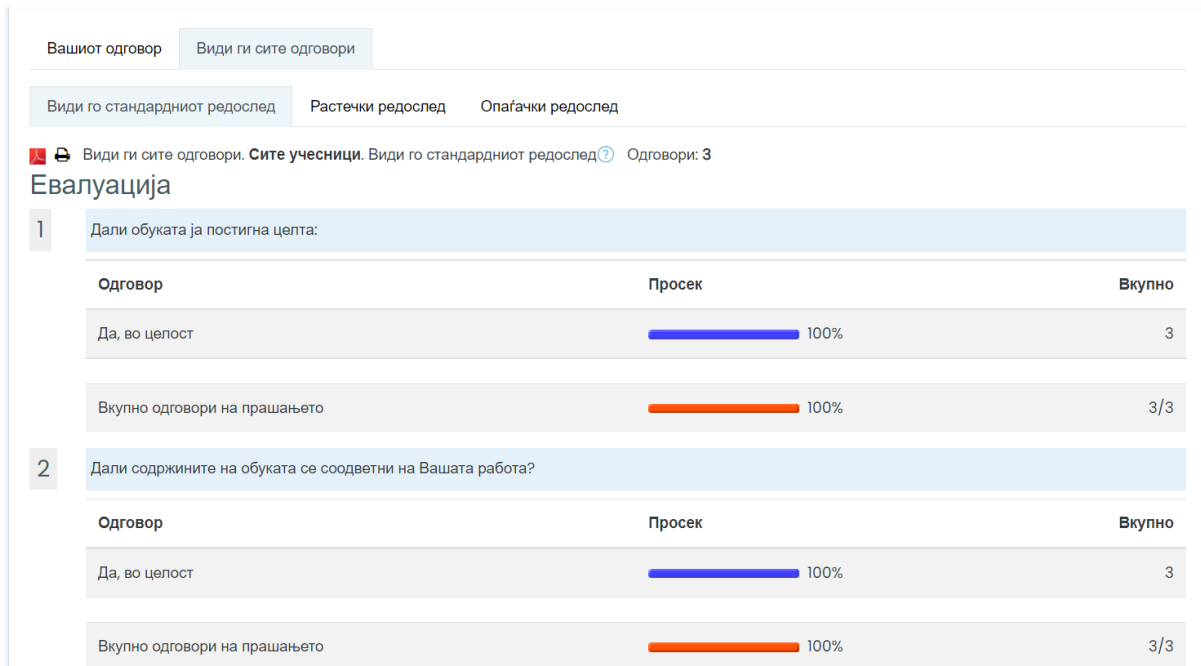 Вашиот одговор Види ги сите одговори
Види го стандардниот редослед Растечки редослед Опаѓачки редослед
Види ги сите одговори. Сите учесници. Види го стандардниот редослед? Одговори: 3
Евалуација
1 Дали обуката ја постигна целта:
Одговор Просек Вкупно
Да, во целост 100% 3
Вкупно одговори на прашањето 100% 3/3
2 Дали содржините на обуката се соодветни на Вашата работа?
Одговор Просек Вкупно
Да, во целост 100% 3
Вкупно одговори на прашањето 100% 3/3